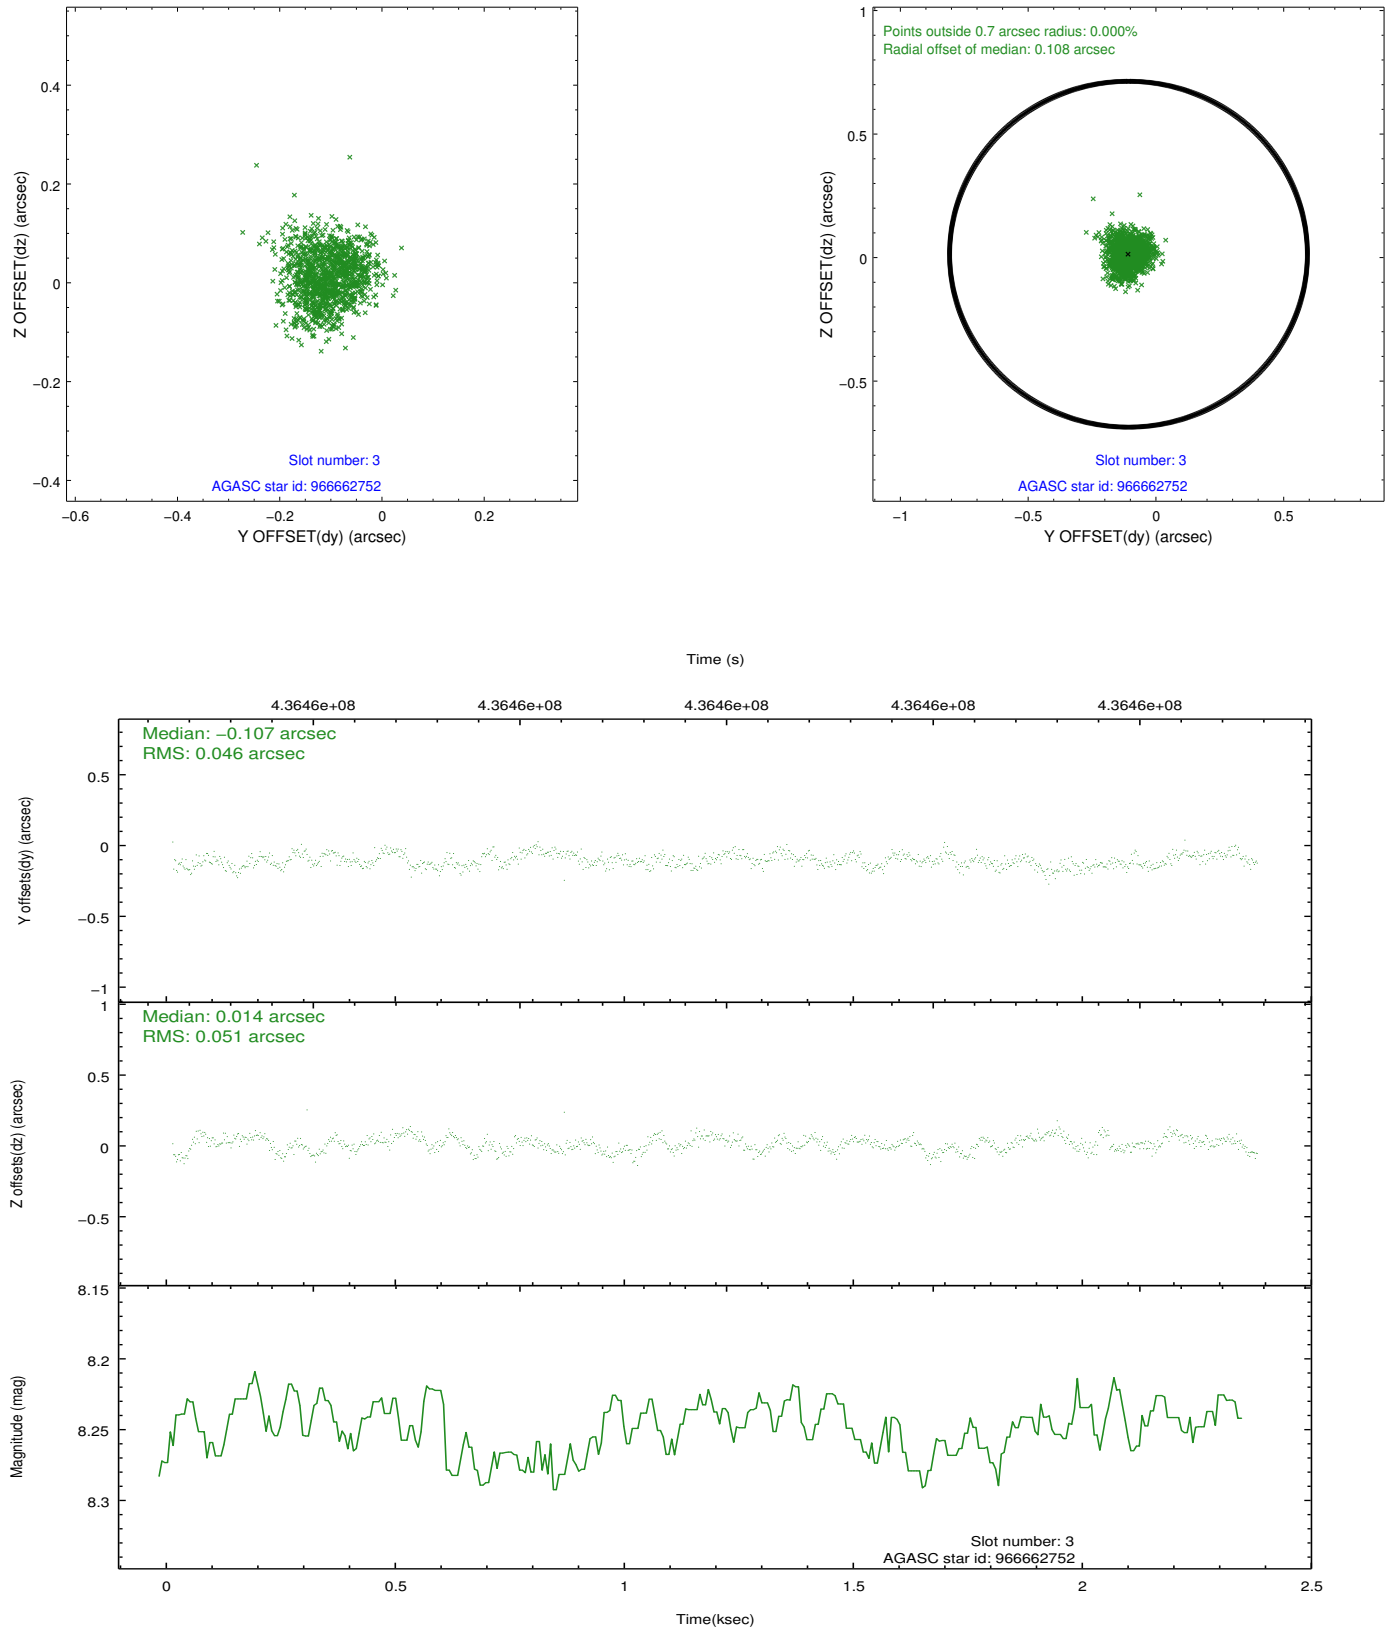 0.4
0.2
0
−0.2
−0.4
Z OFFSET(dz) (arcsec)
Slot number: 3
AGASC star id: 966662752
−0.6
−0.4
−0.2
0
0.2
Y OFFSET(dy) (arcsec)
Points outside 0.7 arcsec radius: 0.000%
Radial offset of median: 0.108 arcsec
1
0.5
0
−0.5
Z OFFSET(dz) (arcsec)
Slot number: 3
AGASC star id: 966662752
−1
−0.5
0
0.5
Y OFFSET(dy) (arcsec)
Time (s)
4.3646e+08
4.3646e+08
4.3646e+08
4.3646e+08
4.3646e+08
Median: −0.107 arcsec
RMS: 0.046 arcsec
0.5
0
−0.5
−1
Y offsets(dy) (arcsec)
Median: 0.014 arcsec
RMS: 0.051 arcsec
1
0.5
0
−0.5
Z offsets(dz) (arcsec)
8.15
8.2
8.25
8.3
Magnitude (mag)
Slot number: 3
AGASC star id: 966662752
0
0.5
1
1.5
2
2.5
Time(ksec)